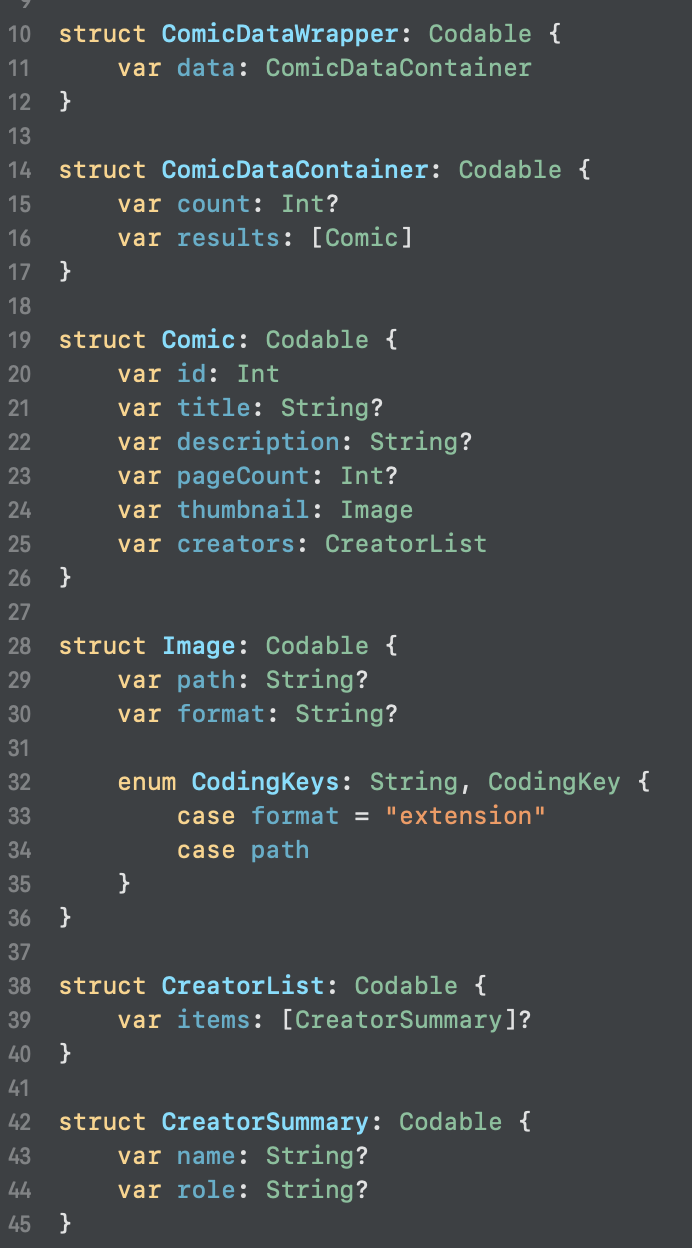 9
10 struct ComicDataWrapper: Codable {
11     var data: ComicDataContainer
12 }
13
14 struct ComicDataContainer: Codable {
15     var count: Int?
16     var results: [Comic]
17 }
18
19 struct Comic: Codable {
20     var id: Int
21     var title: String?
22     var description: String?
23     var pageCount: Int?
24     var thumbnail: Image
25     var creators: CreatorList
26 }
27
28 struct Image: Codable {
29     var path: String?
30     var format: String?
31
32     enum CodingKeys: String, CodingKey {
33         case format = "extension"
34         case path
35     }
36 }
37
38 struct CreatorList: Codable {
39     var items: [CreatorSummary]?
40 }
41
42 struct CreatorSummary: Codable {
43     var name: String?
44     var role: String?
45 }